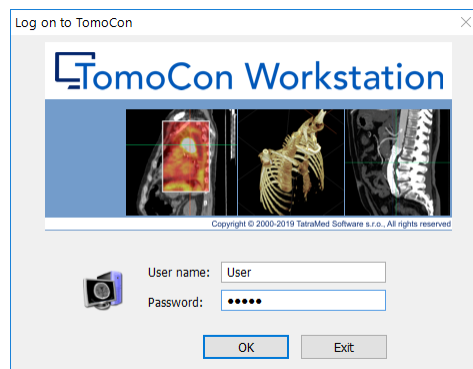 Log on to TomoCon
TomoCon Workstation
Copyright © 2000-2019 TatraMed Software s.r.o., All rights reserved
User name: User
Password: ●●●●●
OK Exit